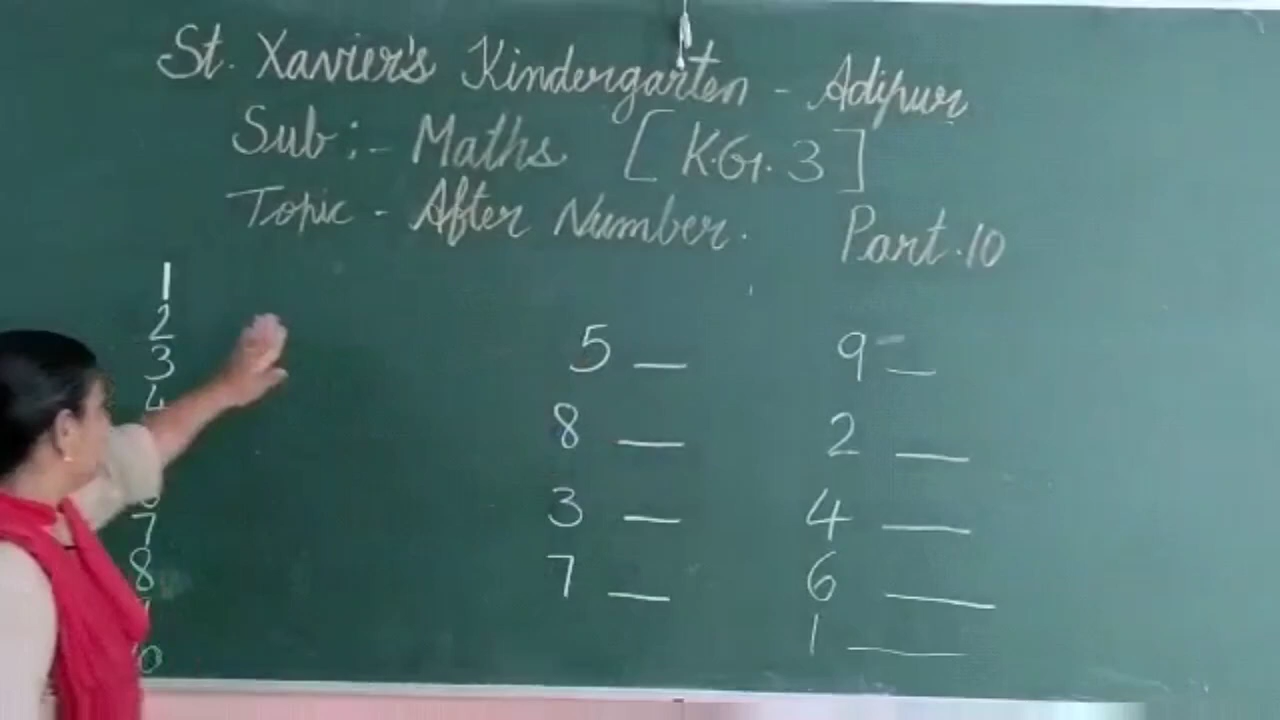 St. Xavier's Kindergarten - Adipur
Sub :- Maths [ K.G. 3 ]
Topic - After Number. Part.10
1
2
3
4
7
8
10
5 __ 9 __
8 __ 2 __
3 __ 4 __
7 __ 6 __
1 __